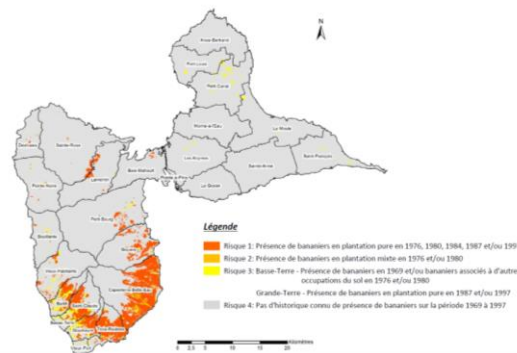 N
Anse-Bertrand
Port-Louis
Petit-Canal
Morne-à-l'Eau
Le Moule
Les Abymes
Sainte-Anne
Saint-François
Le Gosier
Pointe-à-Pitre
Baie-Mahault
Deshaies
Sainte-Rose
Lamentin
Pointe-Noire
Petit-Bourg
Bouillante
Goyave
Vieux-Habitants
Capesterre-Belle-Eau
Baillif
Saint-Claude
Basse-Terre
Gourbeyre
Trois-Rivières
Vieux-Fort
Légende
Risque 1: Présence de bananiers en plantation pure en 1976, 1980, 1984, 1987 et/ou 199
Risque 2: Présence de bananiers en plantation mixte en 1976 et/ou 1980
Risque 3: Basse-Terre - Présence de bananiers en 1969 et/ou bananiers associés à d'autre
occupations du sol en 1976 et/ou 1980
Grande-Terre - Présence de bananiers en plantation pure en 1987 et/ou 1997
Risque 4: Pas d'historique connu de présence de bananiers sur la période 1969 à 1997
0 2,5 5 10 15 20
Kilomètres